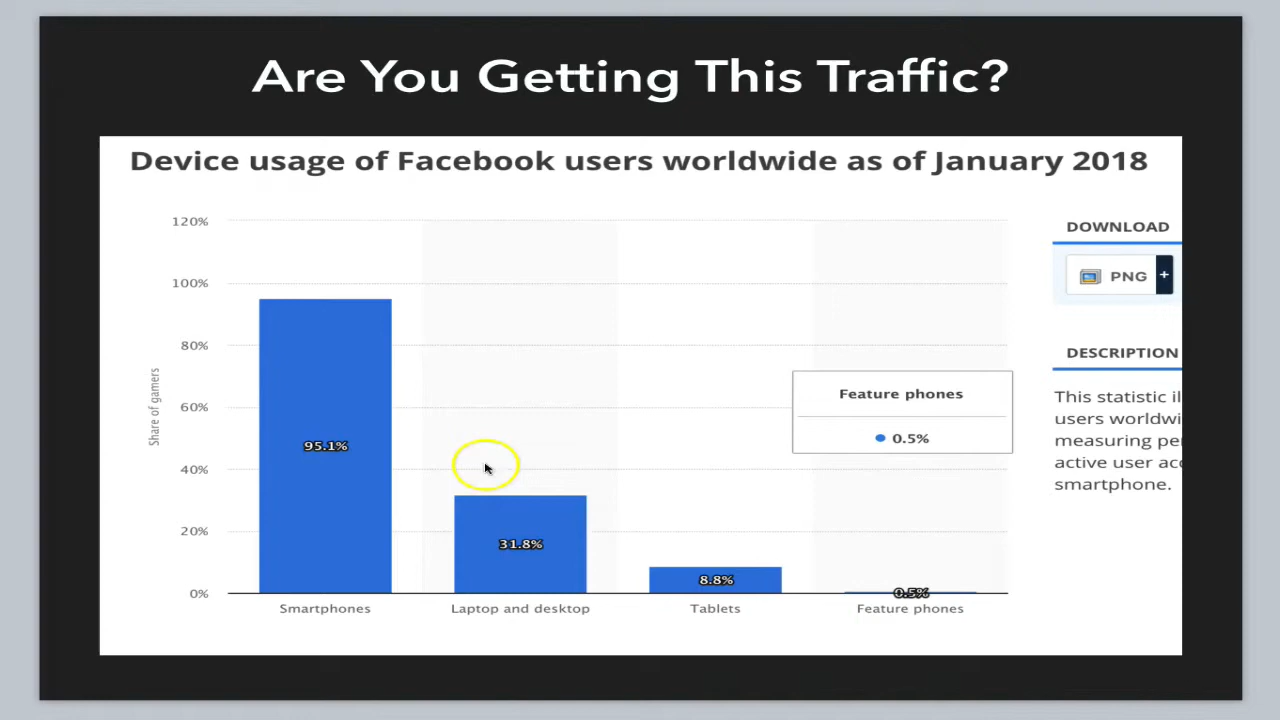 Are You Getting This Traffic?
Device usage of Facebook users worldwide as of January 2018
120%
100%
80%
60%
40%
20%
0%
Share of gamers
95.1%
31.8%
8.8%
0.5%
Smartphones
Laptop and desktop
Tablets
Feature phones
Feature phones
0.5%
DOWNLOAD
PNG +
DESCRIPTION
This statistic il
users worldwi
measuring pe
active user acc
smartphone.